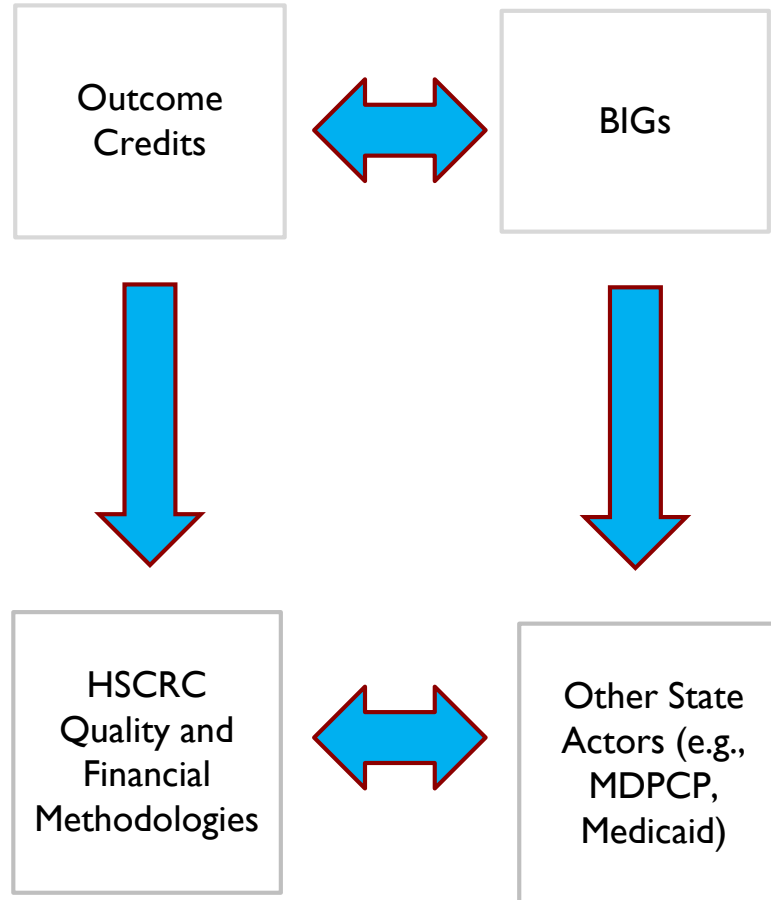 Outcome
Credits
BIGs
HSCRC
Quality and
Financial
Methodologies
Other State
Actors (e.g.,
MDPCP,
Medicaid)